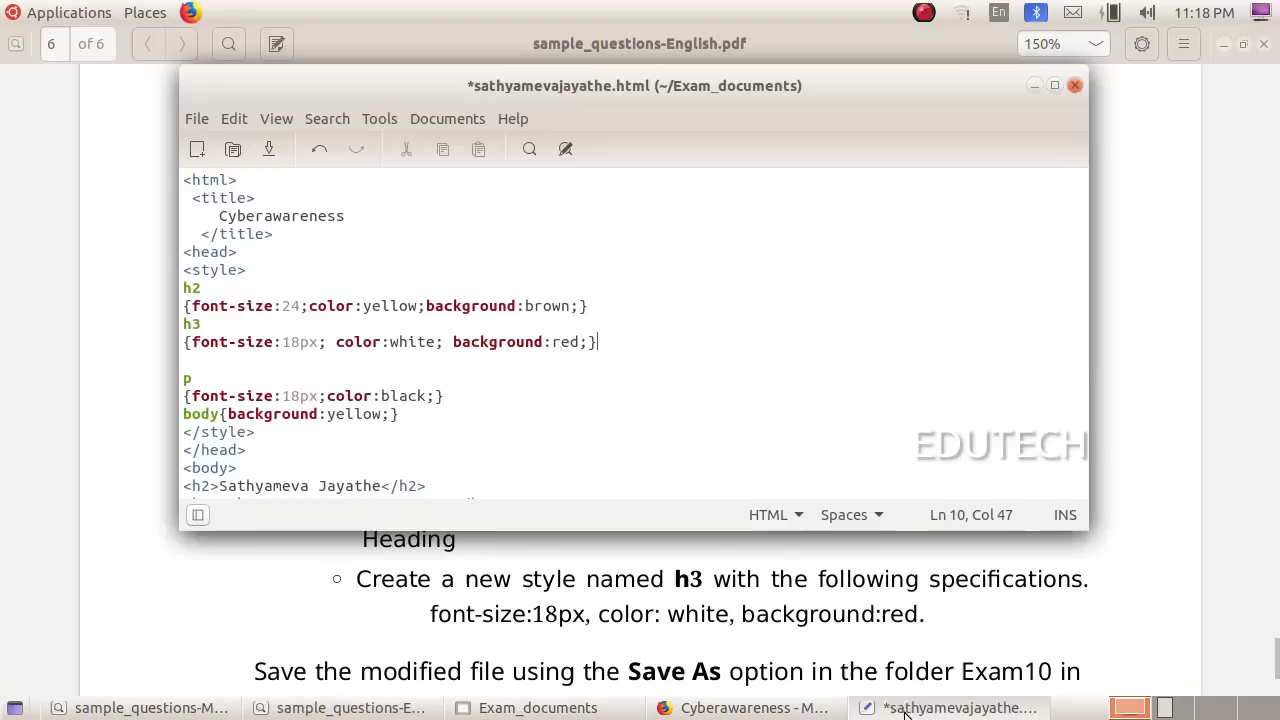 Applications Places En 11:18 PM
6 of 6 sample_questions-English.pdf 150%
*sathyamevajayathe.html (~/Exam_documents)
File Edit View Search Tools Documents Help
<html>
<title>
Cyberawareness
</title>
<head>
<style>
h2
{font-size:24;color:yellow;background:brown;}
h3
{font-size:18px; color:white; background:red;}
p
{font-size:18px;color:black;}
body{background:yellow;}
</style>
</head>
<body>
<h2>Sathyameva Jayathe</h2>
EDUTECH
HTML Spaces Ln 10, Col 47 INS
Heading
○ Create a new style named h3 with the following specifications.
font-size:18px, color: white, background:red.
Save the modified file using the Save As option in the folder Exam10 in
sample_questions-M... sample_questions-E... Exam_documents Cyberawareness - M... *sathyamevajayathe....